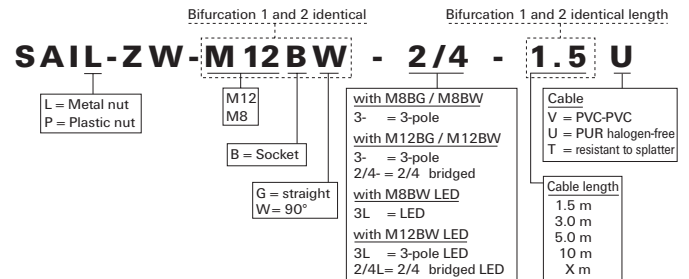 Bifurcation 1 and 2 identical
Bifurcation 1 and 2 identical length
SAIL-ZW-M12BW - 2/4 - 1.5 U
L = Metal nut
P = Plastic nut
M12
M8
B = Socket
G = straight
W= 90°
with M8BG / M8BW
3- = 3-pole
with M12BG / M12BW
3- = 3-pole
2/4- = 2/4 bridged
with M8BW LED
3L = LED
with M12BW LED
3L = 3-pole LED
2/4L= 2/4 bridged LED
Cable
V = PVC-PVC
U = PUR halogen-free
T = resistant to splatter
Cable length
1.5 m
3.0 m
5.0 m
10 m
X m